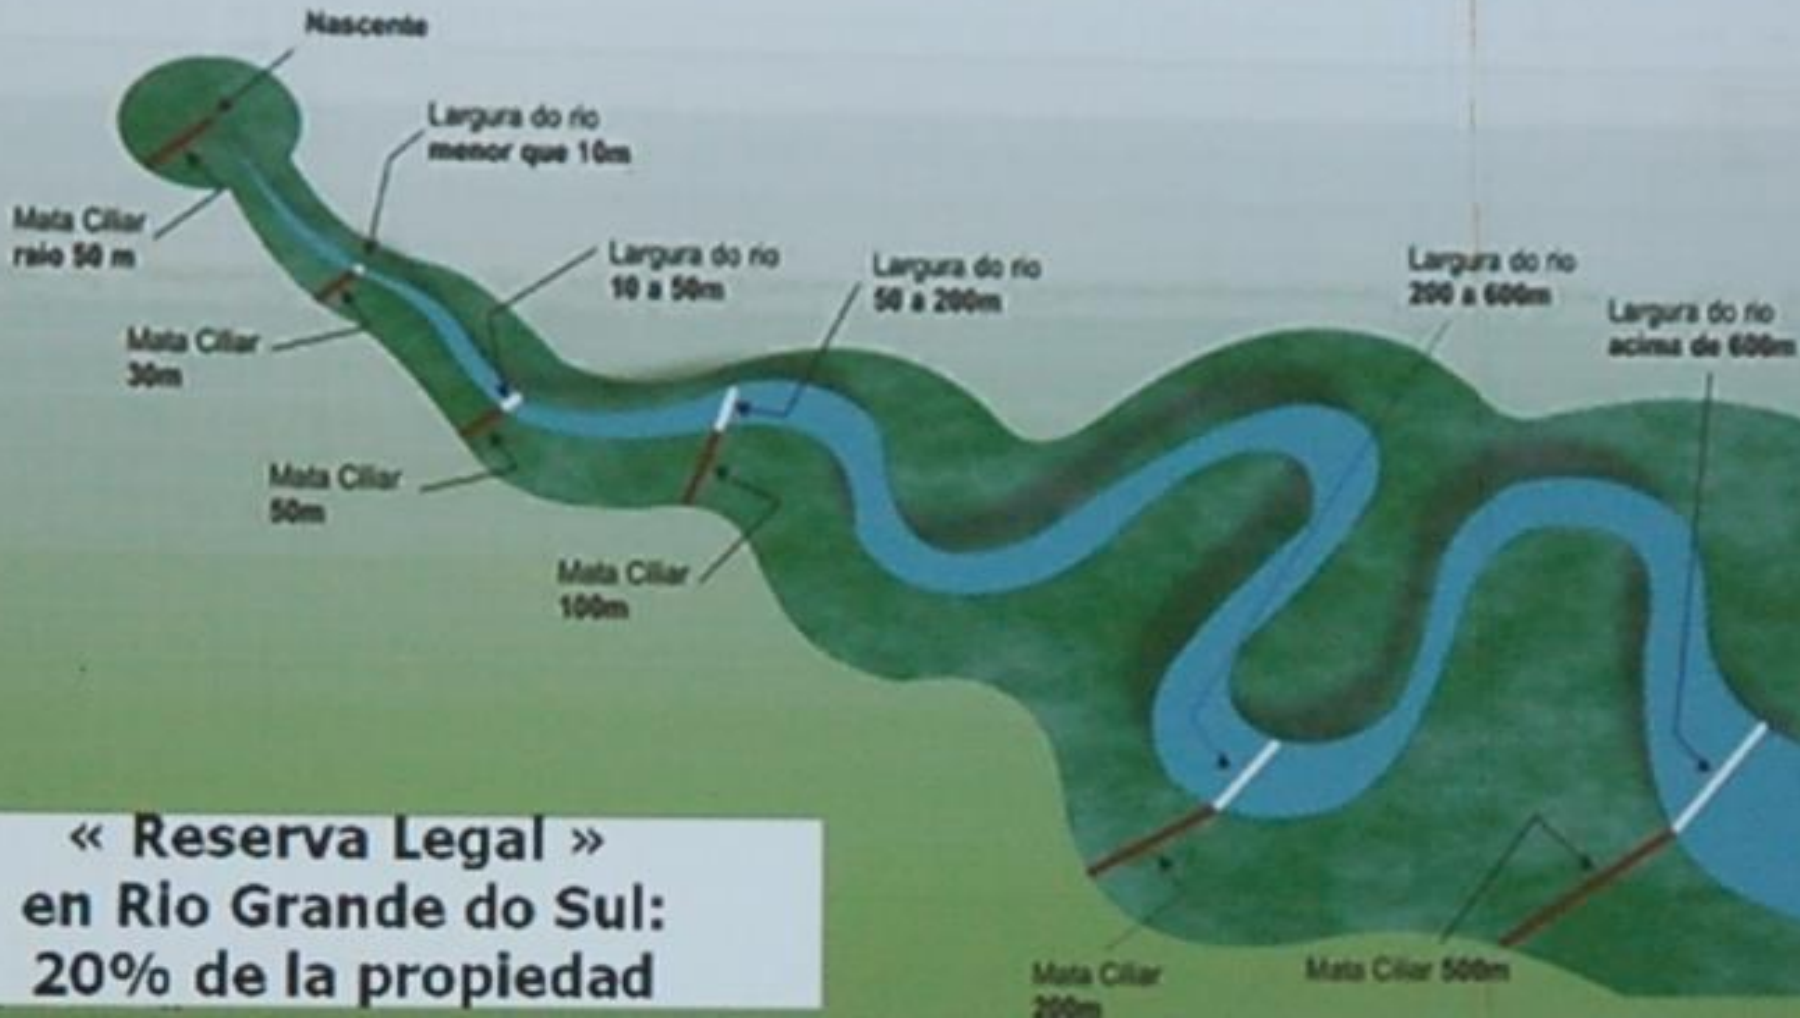 Nascente
Largura do rio
menor que 10m
Mata Ciliar
raio 50 m
Largura do rio
10 a 50m
Largura do rio
50 a 200m
Largura do rio
200 a 600m
Largura do rio
acima de 600m
Mata Ciliar
30m
Mata Ciliar
50m
Mata Ciliar
100m
« Reserva Legal »
en Rio Grande do Sul:
20% de la propiedad
Mata Ciliar
200m
Mata Ciliar 500m